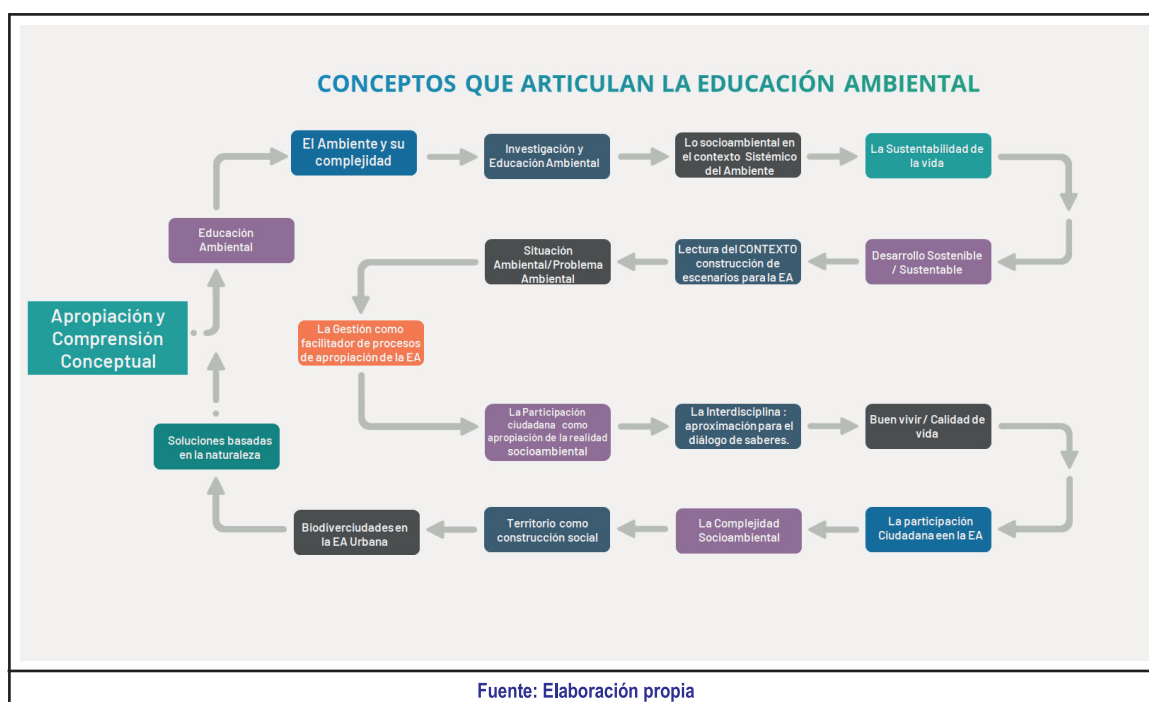 CONCEPTOS QUE ARTICULAN LA EDUCACIÓN AMBIENTAL
Apropiación y
Comprensión
Conceptual
Educación
Ambiental
El Ambiente y su
complejidad
Investigación y
Educación Ambiental
Lo socioambiental en
el contexto Sistémico
del Ambiente
La Sustentabilidad de
la vida
Desarrollo Sostenible
/ Sustentable
Lectura del CONTEXTO
construcción de
escenarios para la EA
Situación
Ambiental/Problema
Ambiental
La Gestión como
facilitador de procesos
de apropiación de la EA
La Participación
ciudadana como
apropiación de la realidad
socioambiental
La Interdisciplina :
aproximación para el
diálogo de saberes.
Buen vivir / Calidad de
vida
La participación
Ciudadana een la EA
La Complejidad
Socioambiental
Territorio como
construcción social
Biodiverciudades en
la EA Urbana
Soluciones basadas
en la naturaleza
Fuente: Elaboración propia